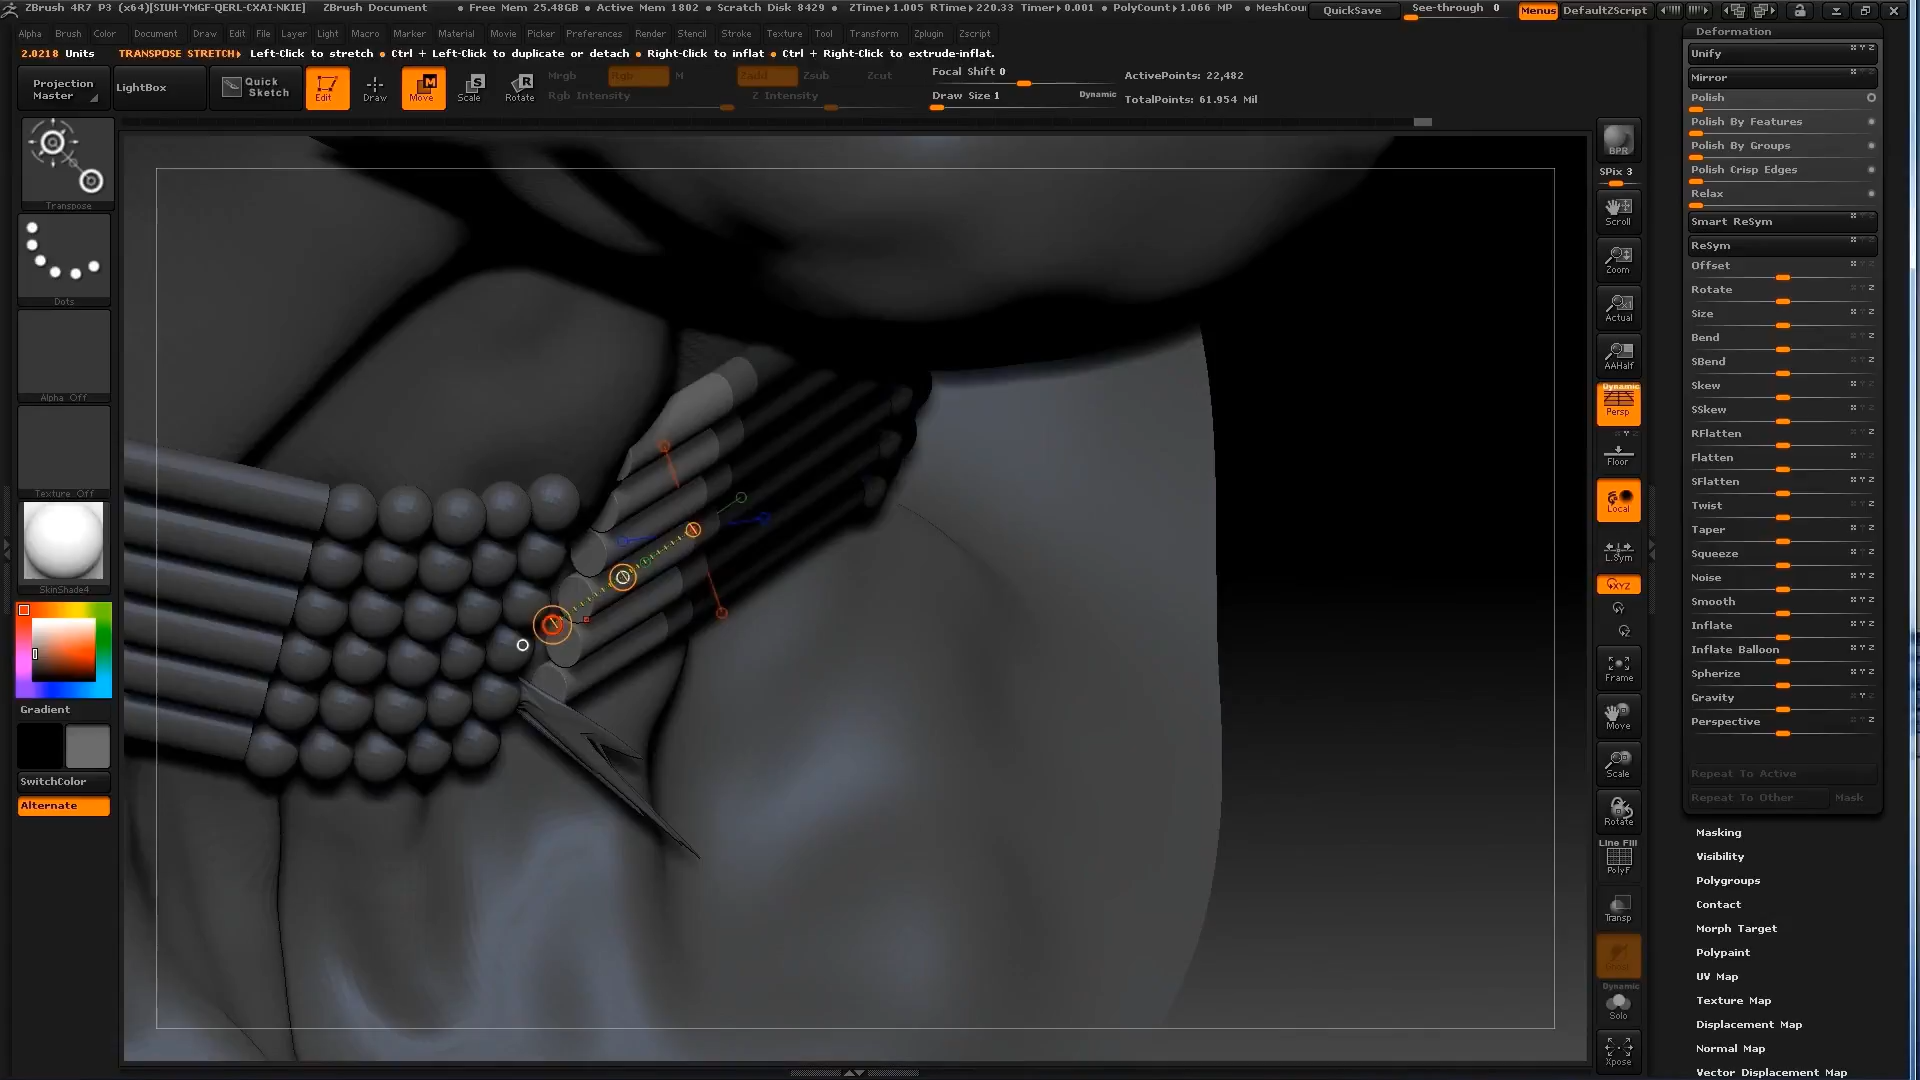 ZBrush 4R7 P3 (x64)[SIUH-YMGF-QERL-CXAI-NKIE]   ZBrush Document   • Free Mem 25.48GB • Active Mem 1802 • Scratch Disk 8429 • ZTime▸1.005 RTime▸220.33 Timer▸0.001 • PolyCount▸1.066 MP • MeshCou   QuickSave   See-through 0   Menus   DefaultZScript
Alpha Brush Color Document Draw Edit File Layer Light Macro Marker Material Movie Picker Preferences Render Stencil Stroke Texture Tool Transform Zplugin Zscript
2.0218 Units   TRANSPOSE STRETCH▸ Left-Click to stretch • Ctrl + Left-Click to duplicate or detach • Right-Click to inflat • Ctrl + Right-Click to extrude-inflat.
Projection Master
LightBox
Quick Sketch
Edit
Draw
M
Move
S
Scale
R
Rotate
Mrgb Rgb M
Rgb Intensity
Zadd Zsub Zcut
Z Intensity
Focal Shift 0
Draw Size 1
Dynamic
ActivePoints: 22,482
TotalPoints: 61.954 Mil
Transpose
Dots
Alpha Off
Texture Off
SkinShade4
Gradient
SwitchColor
Alternate
BPR
SPix 3
Scroll
Zoom
Actual
AAHalf
Dynamic
Persp
Floor
Local
L.Sym
XYZ
Y
Z
Frame
Move
Scale
Rotate
Line Fill
PolyF
Transp
Dynamic
Solo
Xpose
Deformation
Unify
Mirror
Polish
Polish By Features
Polish By Groups
Polish Crisp Edges
Relax
Smart ReSym
ReSym
Offset
Rotate
Size
Bend
SBend
Skew
SSkew
RFlatten
Flatten
SFlatten
Twist
Taper
Squeeze
Noise
Smooth
Inflate
Inflate Balloon
Spherize
Gravity
Perspective
Repeat To Active
Repeat To Other Mask
Masking
Visibility
Polygroups
Contact
Morph Target
Polypaint
UV Map
Texture Map
Displacement Map
Normal Map
Vector Displacement Map